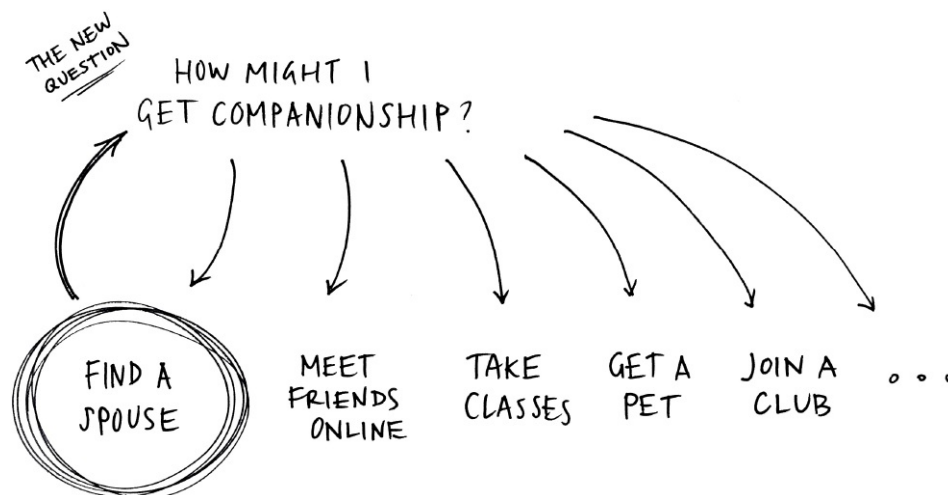 THE NEW
QUESTION
HOW MIGHT I
GET COMPANIONSHIP?
FIND A
SPOUSE
MEET
FRIENDS
ONLINE
TAKE
CLASSES
GET A
PET
JOIN A
CLUB
...